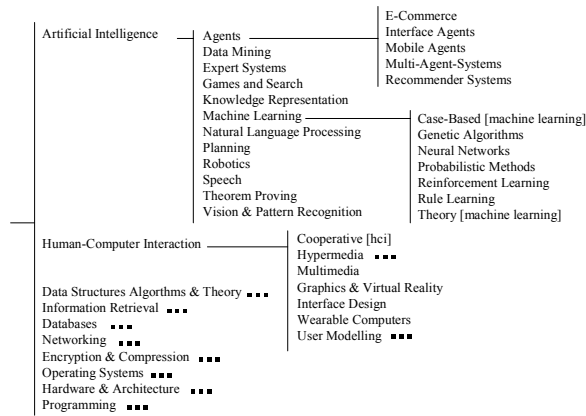 Artificial Intelligence
Agents
Data Mining
Expert Systems
Games and Search
Knowledge Representation
Machine Learning
Natural Language Processing
Planning
Robotics
Speech
Theorem Proving
Vision & Pattern Recognition
E-Commerce
Interface Agents
Mobile Agents
Multi-Agent-Systems
Recommender Systems
Case-Based [machine learning]
Genetic Algorithms
Neural Networks
Probabilistic Methods
Reinforcement Learning
Rule Learning
Theory [machine learning]
Human-Computer Interaction
Cooperative [hci]
Hypermedia
Multimedia
Graphics & Virtual Reality
Interface Design
Wearable Computers
User Modelling
Data Structures Algorthms & Theory
Information Retrieval
Databases
Networking
Encryption & Compression
Operating Systems
Hardware & Architecture
Programming